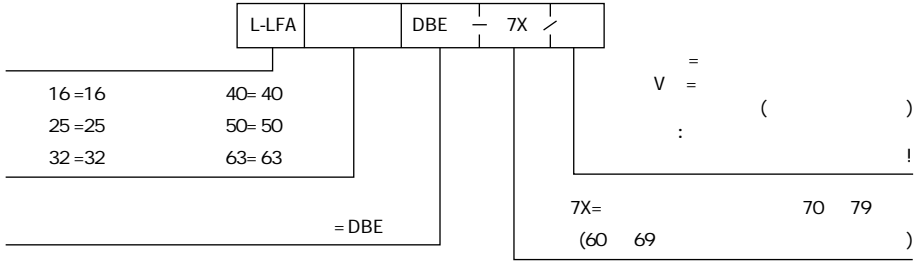 L-LFA DBE – 7X /
=
V =
( )
:
!
16=16 40=40
25=25 50=50
32=32 63=63
=DBE
7X= 70 79
(60 69 )